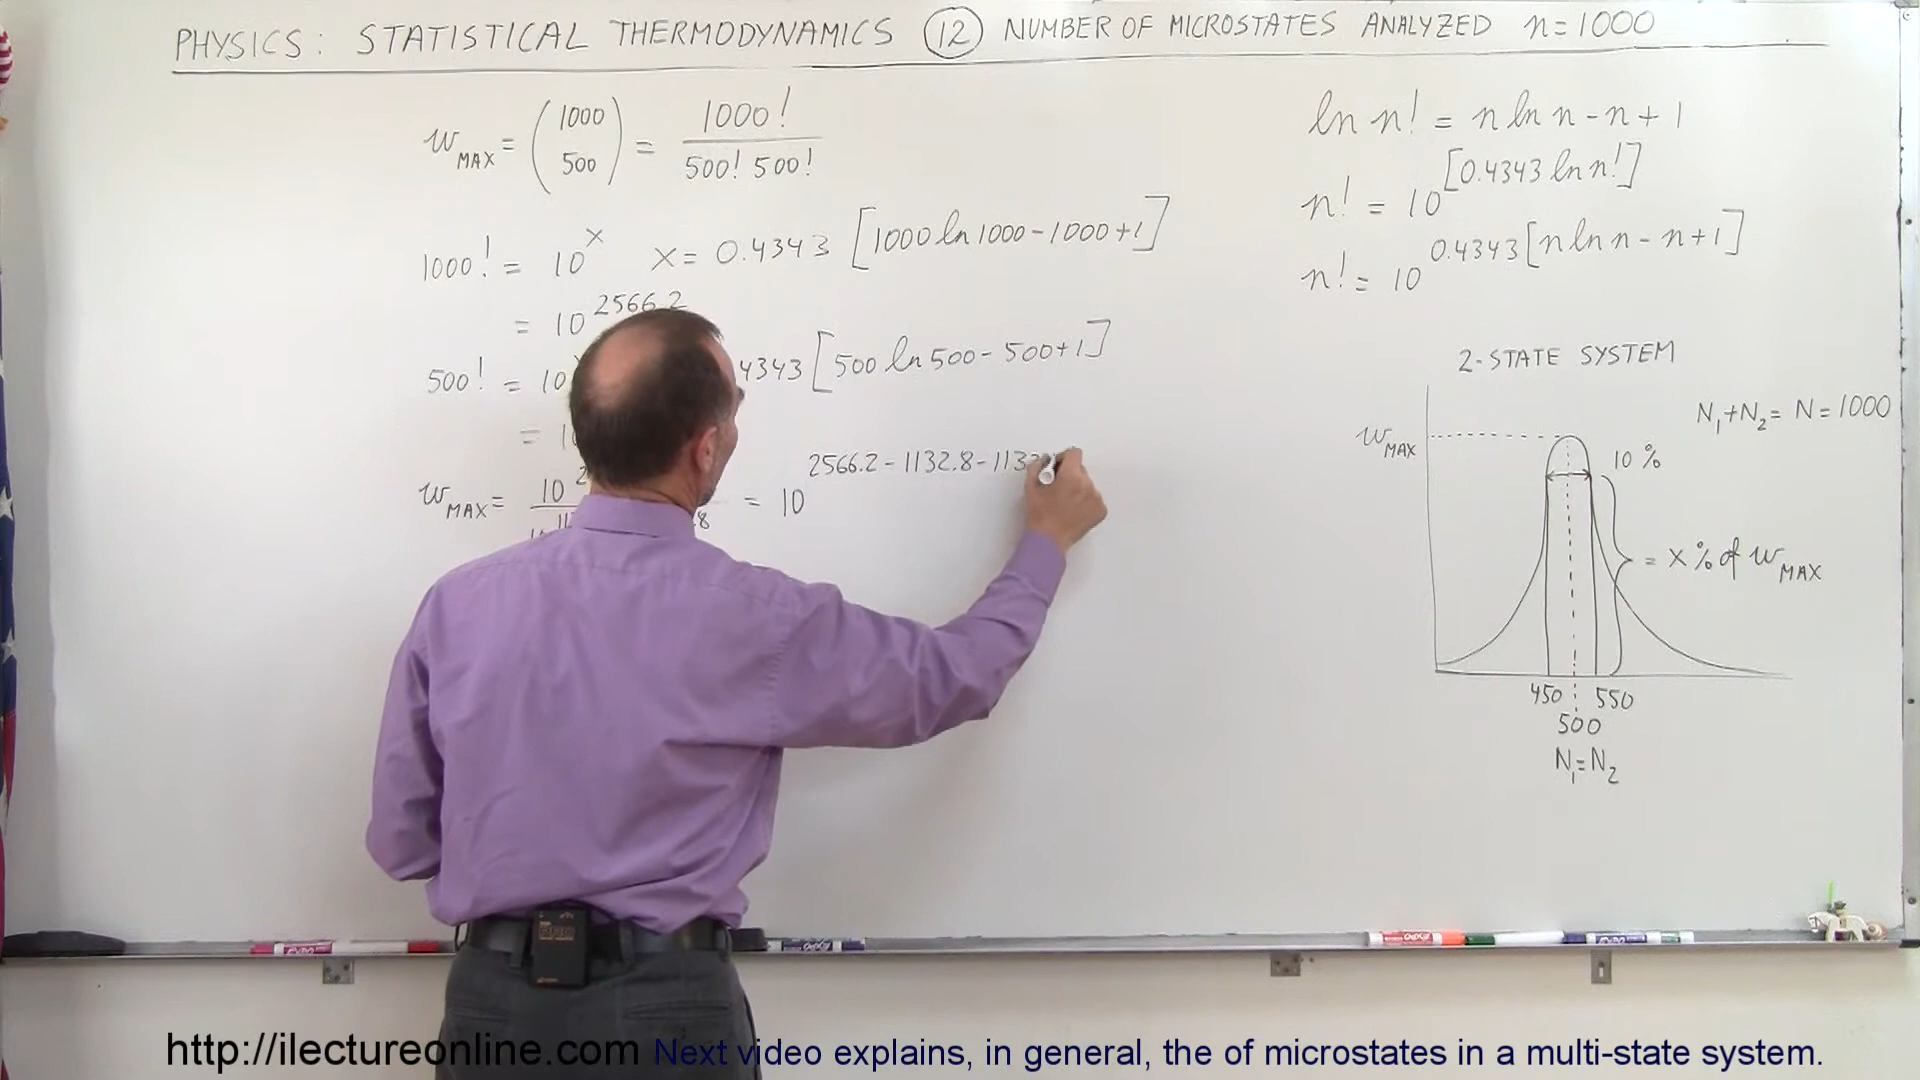 PHYSICS: STATISTICAL THERMODYNAMICS (12) NUMBER OF MICROSTATES ANALYZED n=1000
w_MAX = (1000 500) = 1000! / 500! 500!
1000! = 10^x x = 0.4343 [1000 ln 1000 - 1000 + 1]
= 10^2566.2
500! = 10 4343 [500 ln 500 - 500 + 1]
=
w_MAX = 10 = 10^2566.2 - 1132.8 -
ln n! = n ln n - n + 1
n! = 10^[0.4343 ln n!]
n! = 10^0.4343[n ln n - n + 1]
2-STATE SYSTEM
N₁+N₂ = N = 1000
w_MAX
10 %
= x % of w_MAX
450 550
500
N₁=N₂
http://ilectureonline.com Next video explains, in general, the of microstates in a multi-state system.